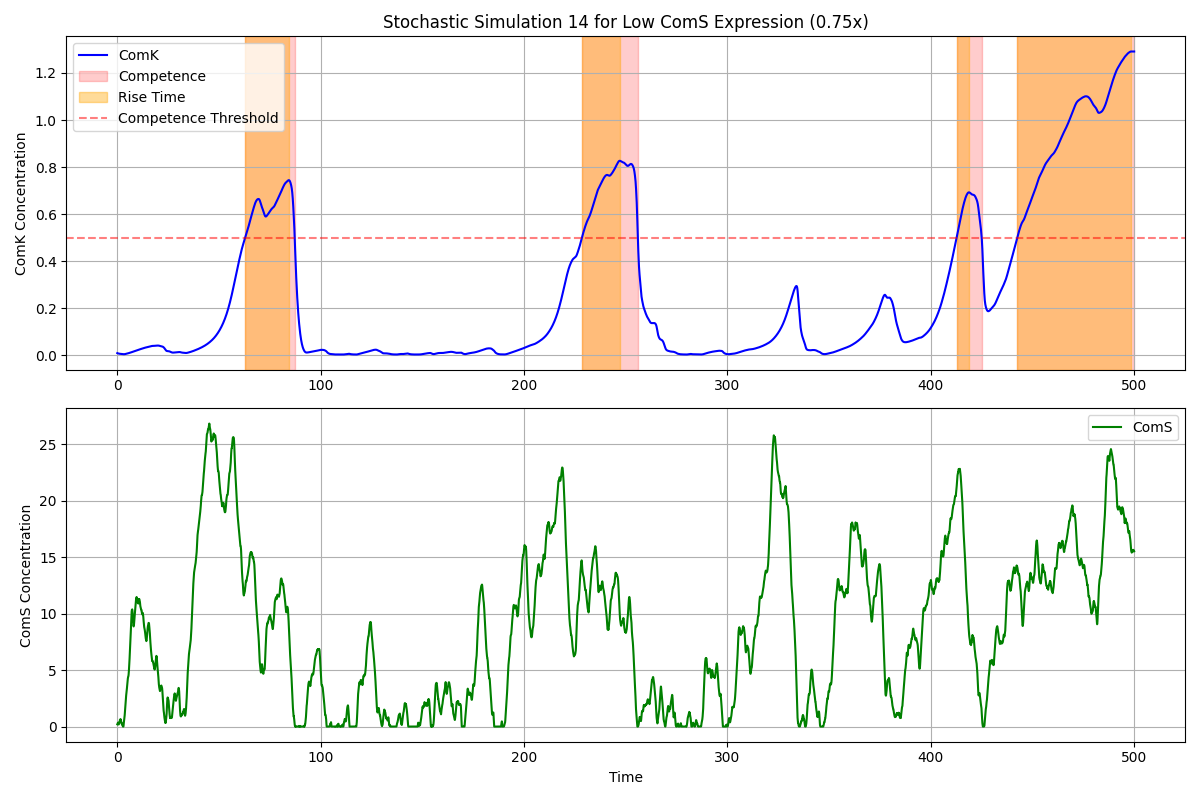 Stochastic Simulation 14 for Low ComS Expression (0.75x)
ComK Concentration
1.2
1.0
0.8
0.6
0.4
0.2
0.0
ComK
Competence
Rise Time
Competence Threshold
0 100 200 300 400 500
ComS Concentration
25
20
15
10
5
0
ComS
0 100 200 300 400 500
Time